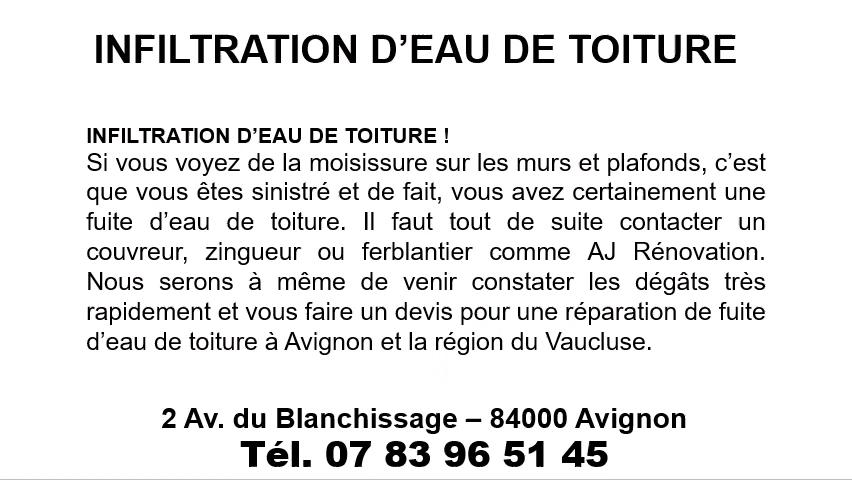 INFILTRATION D’EAU DE TOITURE
INFILTRATION D’EAU DE TOITURE !
Si vous voyez de la moisissure sur les murs et plafonds, c’est
que vous êtes sinistré et de fait, vous avez certainement une
fuite d’eau de toiture. Il faut tout de suite contacter un
couvreur, zingueur ou ferblantier comme AJ Rénovation.
Nous serons à même de venir constater les dégâts très
rapidement et vous faire un devis pour une réparation de fuite
d’eau de toiture à Avignon et la région du Vaucluse.
2 Av. du Blanchissage – 84000 Avignon
Tél. 07 83 96 51 45